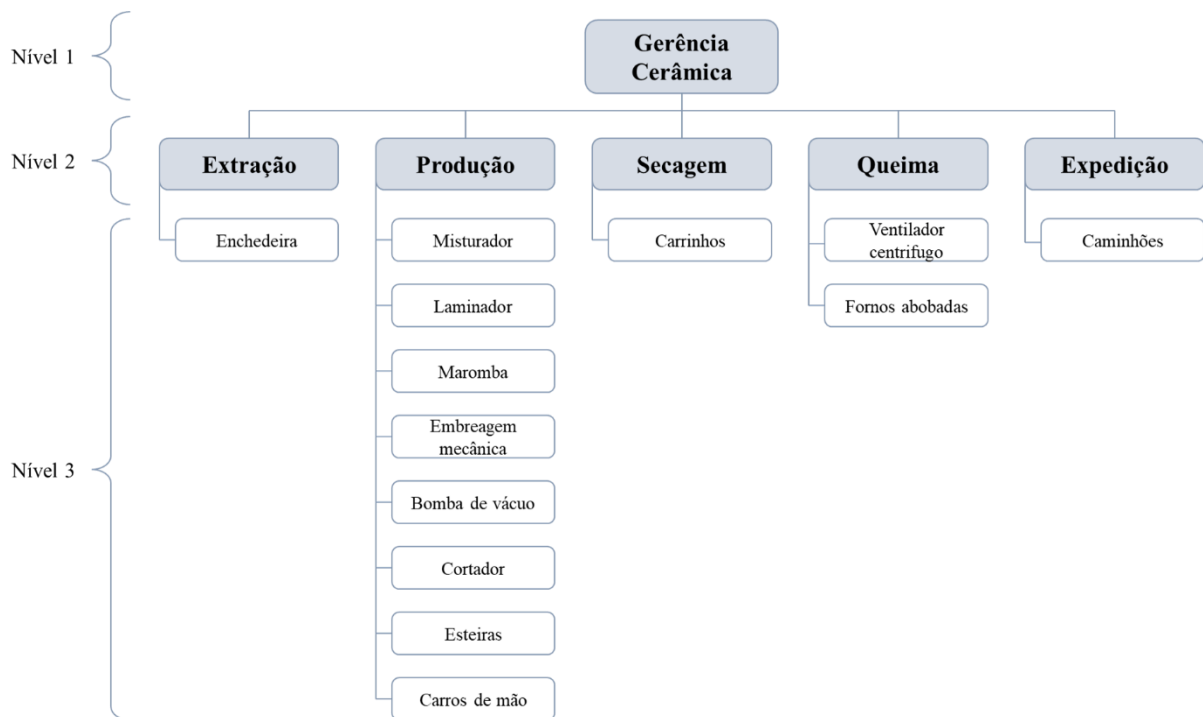 Nível 1
Gerência
Cerâmica
Nível 2
Extração
Produção
Secagem
Queima
Expedição
Nível 3
Enchedeira
Misturador
Laminador
Maromba
Embreagem
mecânica
Bomba de vácuo
Cortador
Esteiras
Carros de mão
Carrinhos
Ventilador
centrifugo
Fornos abobadas
Caminhões